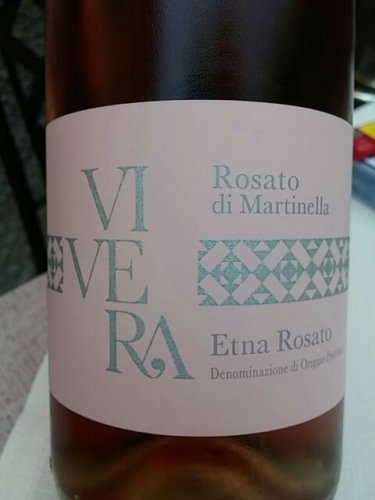 VI
VE
RA
Rosato
di Martinella
Etna Rosato
Denominazione di Origine